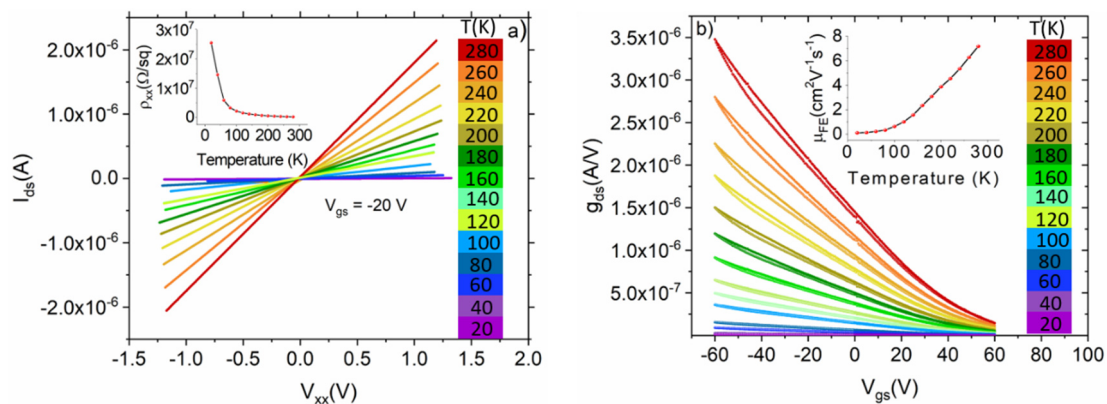 a)
I_ds(A)
2.0x10^-6
1.0x10^-6
0.0
-1.0x10^-6
-2.0x10^-6
-1.5 -1.0 -0.5 0.0 0.5 1.0 1.5 2.0
V_xx(V)
V_gs = -20 V
ρ_xx(Ω/sq)
3x10^7
2x10^7
1x10^7
0
0 100 200 300
Temperature (K)
T(K)
280
260
240
220
200
180
160
140
120
100
80
60
40
20
b)
g_ds(A/V)
3.5x10^-6
3.0x10^-6
2.5x10^-6
2.0x10^-6
1.5x10^-6
1.0x10^-6
5.0x10^-7
-60 -40 -20 0 20 40 60 80 100
V_gs(V)
μ_FE(cm²V⁻¹s⁻¹)
8
6
4
2
0
0 100 200 300
Temperature (K)
T(K)
280
260
240
220
200
180
160
140
120
100
80
60
40
20